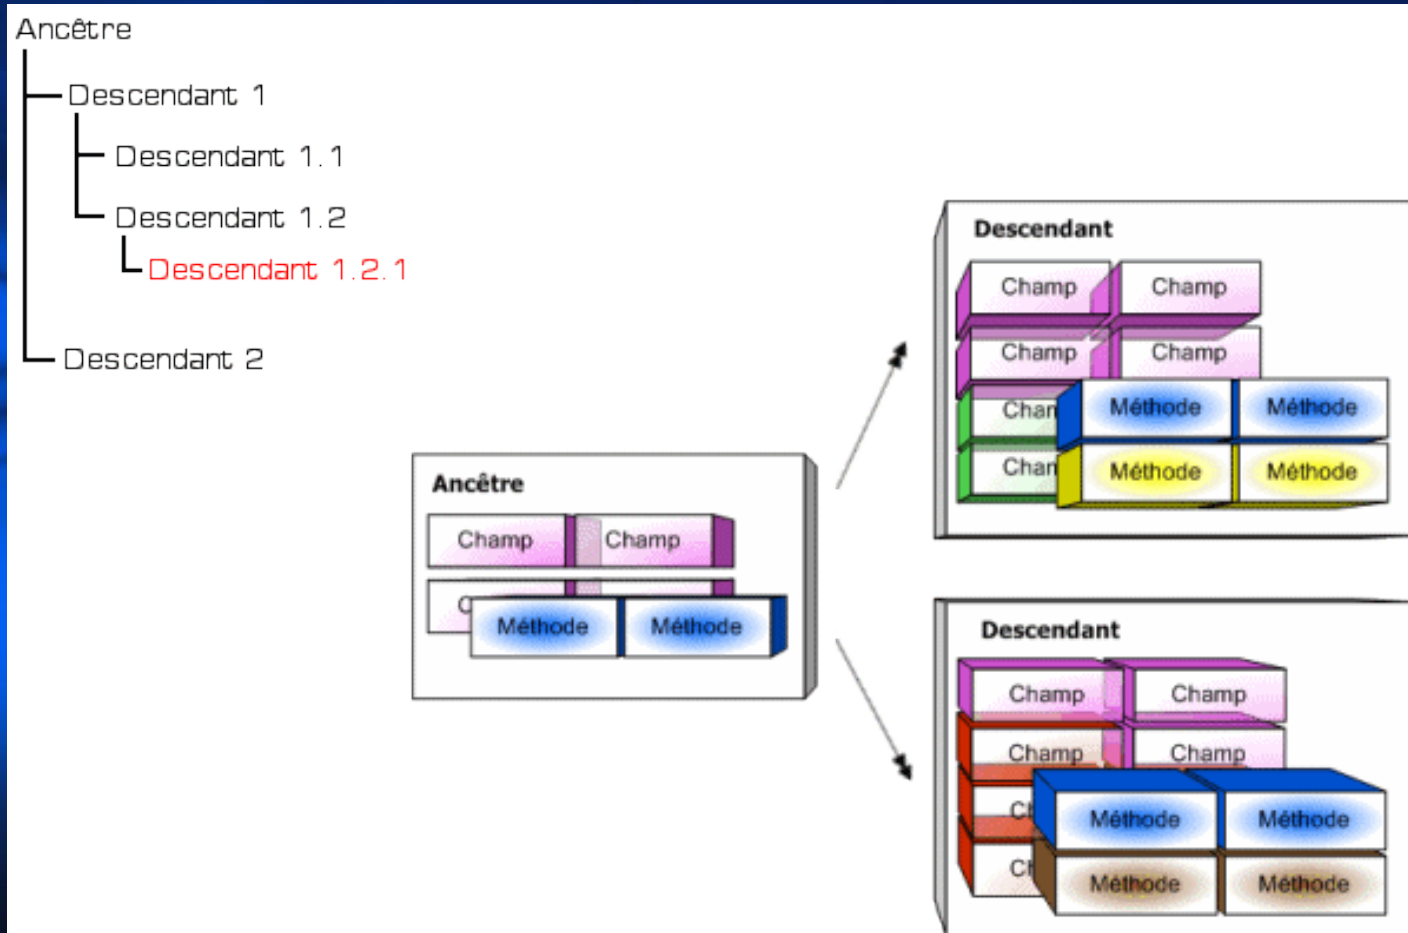 Ancêtre
Descendant 1
Descendant 1.1
Descendant 1.2
Descendant 1.2.1
Descendant 2
Descendant
Champ Champ
Champ Champ
Méthode Méthode
Méthode Méthode
Ancêtre
Champ Champ
Méthode Méthode
Descendant
Champ Champ
Champ Champ
Méthode Méthode
Méthode Méthode